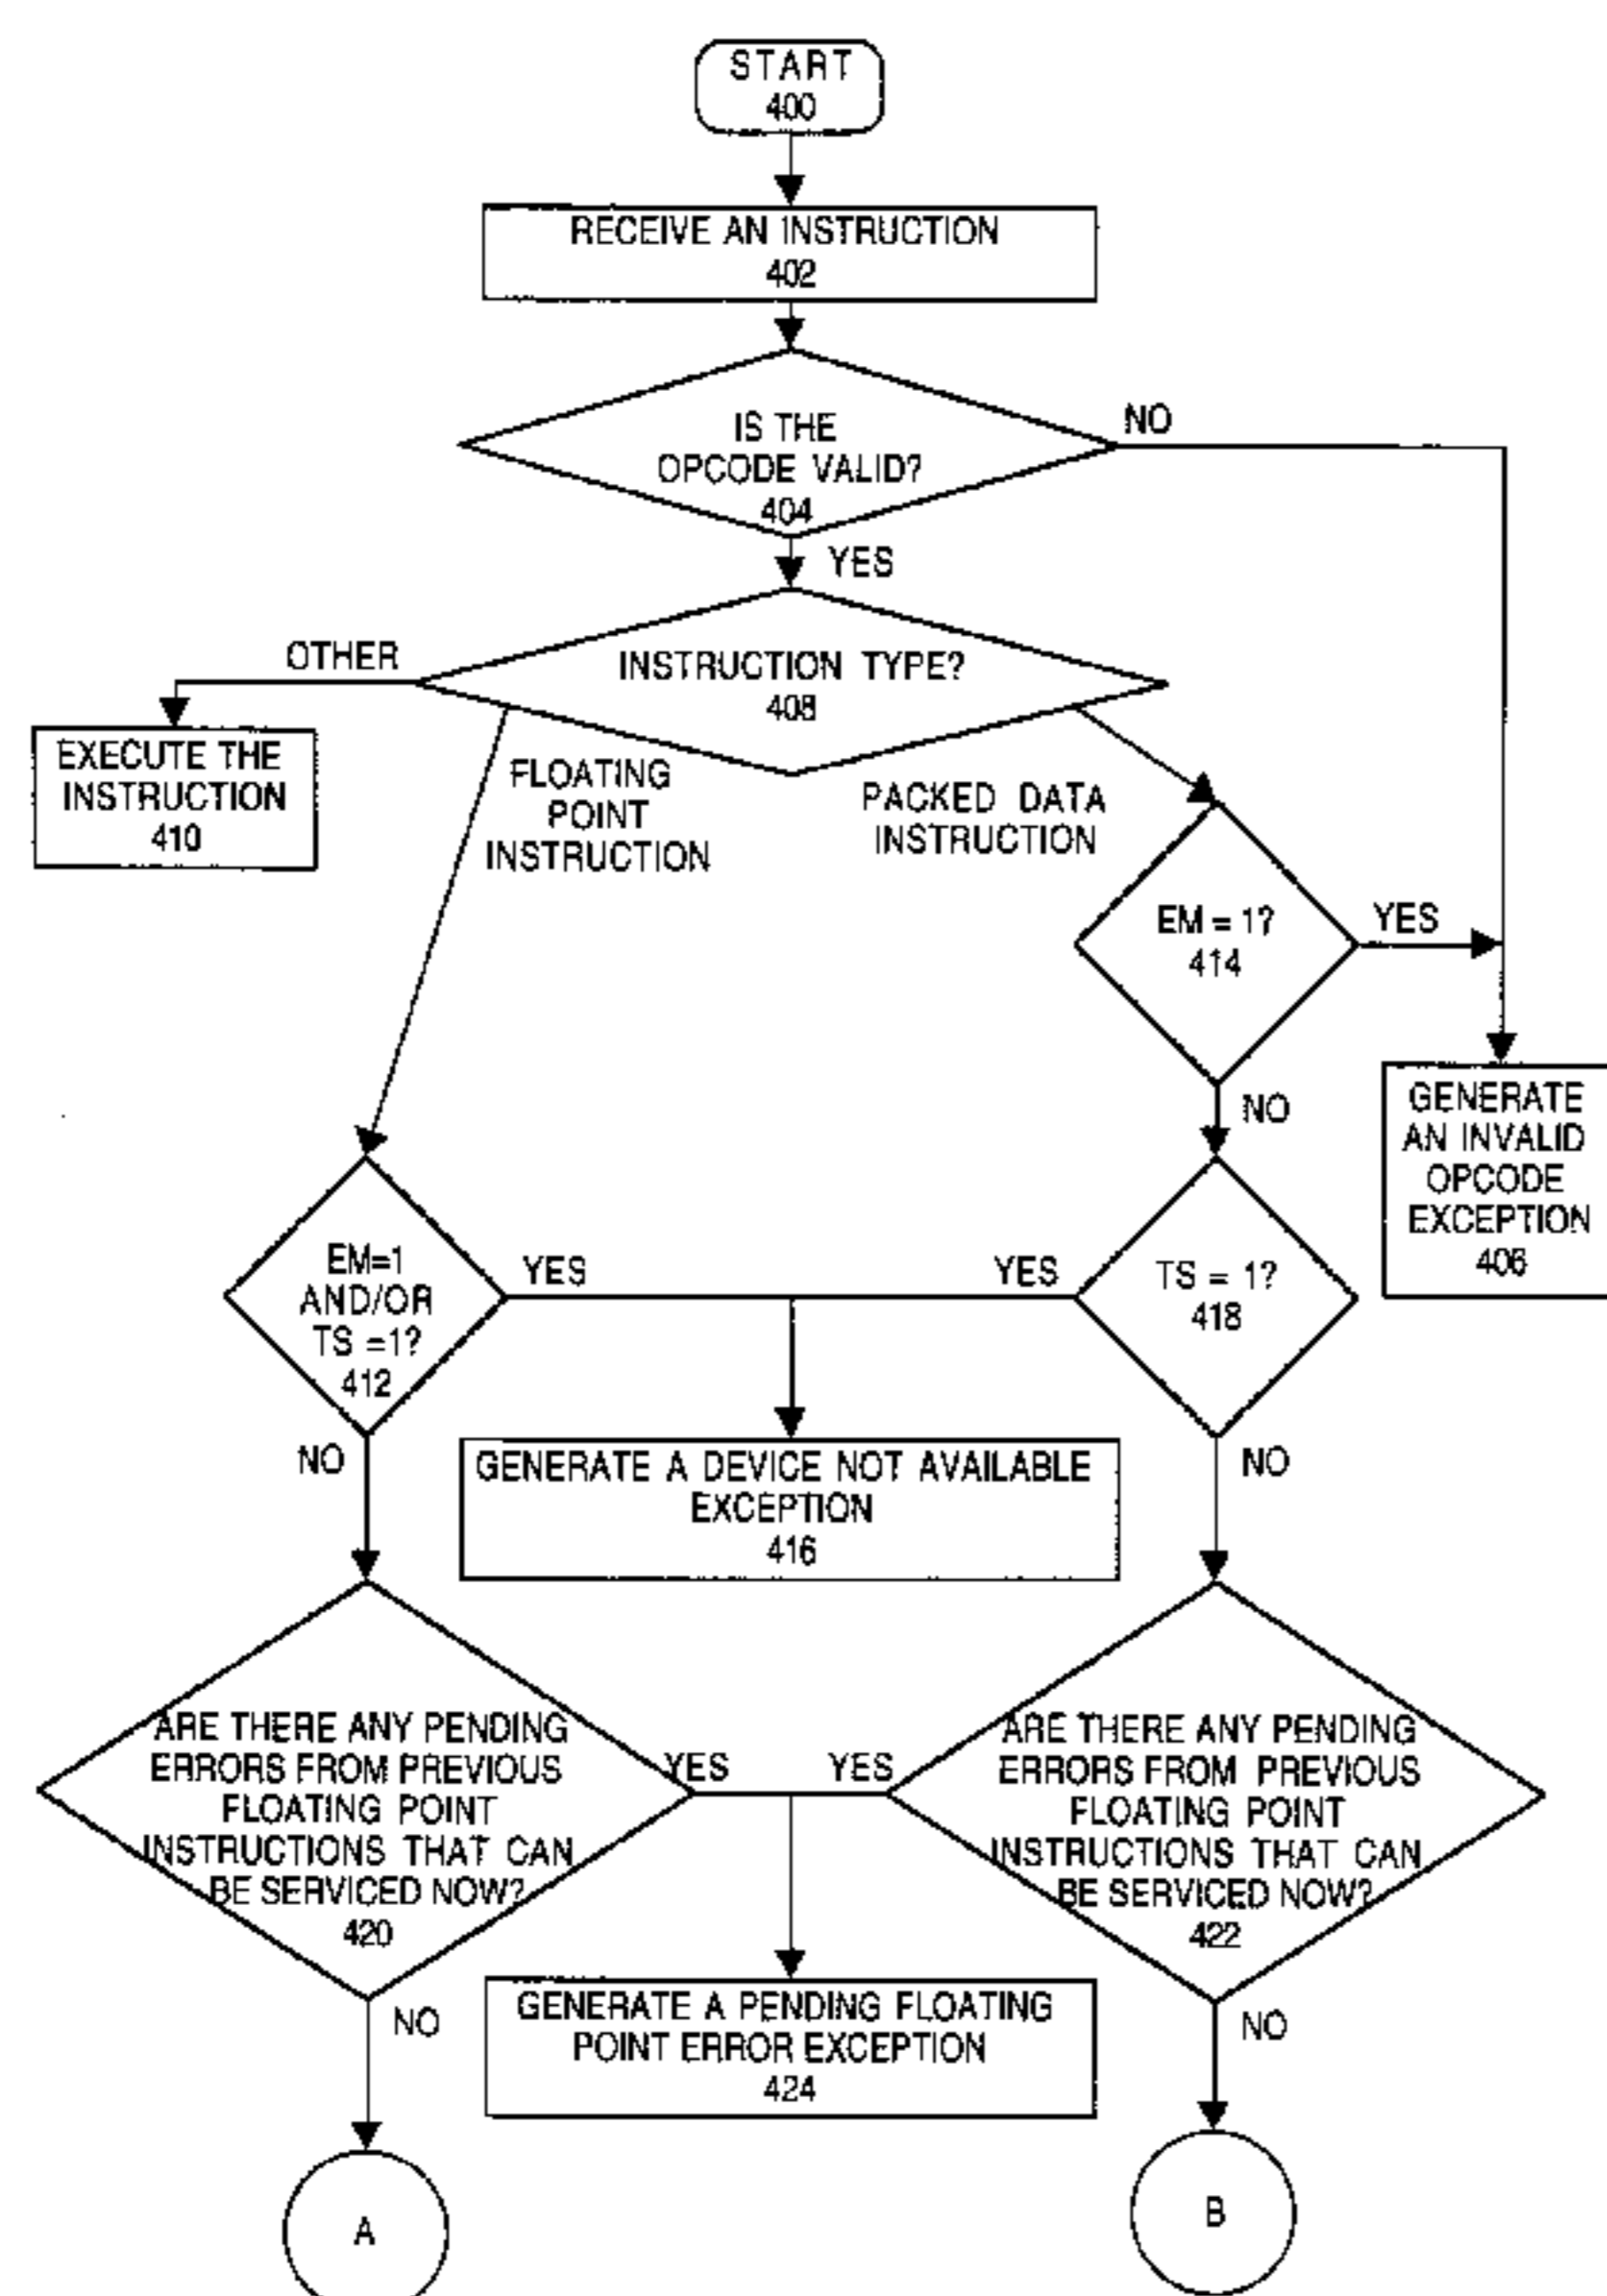 START
400
RECEIVE AN INSTRUCTION
402
IS THE
OPCODE VALID?
404
NO
YES
INSTRUCTION TYPE?
408
OTHER
EXECUTE THE
INSTRUCTION
410
FLOATING
POINT
INSTRUCTION
PACKED DATA
INSTRUCTION
EM = 1?
414
YES
NO
GENERATE
AN INVALID
OPCODE
EXCEPTION
406
EM=1
AND/OR
TS =1?
412
YES
YES
TS = 1?
418
NO
NO
GENERATE A DEVICE NOT AVAILABLE
EXCEPTION
416
ARE THERE ANY PENDING
ERRORS FROM PREVIOUS
FLOATING POINT
INSTRUCTIONS THAT CAN
BE SERVICED NOW?
420
YES
YES
ARE THERE ANY PENDING
ERRORS FROM PREVIOUS
FLOATING POINT
INSTRUCTIONS THAT CAN
BE SERVICED NOW?
422
NO
GENERATE A PENDING FLOATING
POINT ERROR EXCEPTION
424
NO
A
B